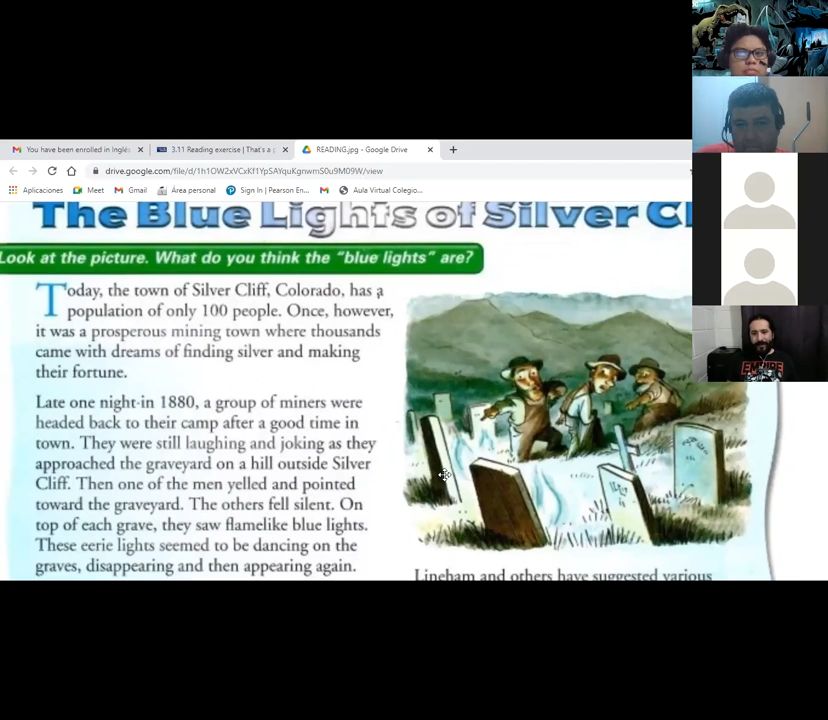 You have been enrolled in Inglés
3.11 Reading exercise | That's a p
READING.jpg - Google Drive
drive.google.com/file/d/1h1OW2xVCxKf1YpSAYquKgnwmS0u9M09W/view
Aplicaciones
Meet
Gmail
Área personal
Sign In | Pearson En...
Aula Virtual Colegio...
The Blue Lights of Silver Cl
Look at the picture. What do you think the "blue lights" are?
Today, the town of Silver Cliff, Colorado, has a
population of only 100 people. Once, however,
it was a prosperous mining town where thousands
came with dreams of finding silver and making
their fortune.
Late one night in 1880, a group of miners were
headed back to their camp after a good time in
town. They were still laughing and joking as they
approached the graveyard on a hill outside Silver
Cliff. Then one of the men yelled and pointed
toward the graveyard. The others fell silent. On
top of each grave, they saw flamelike blue lights.
These eerie lights seemed to be dancing on the
graves, disappearing and then appearing again.
Lineham and others have suggested various
EMPIRE